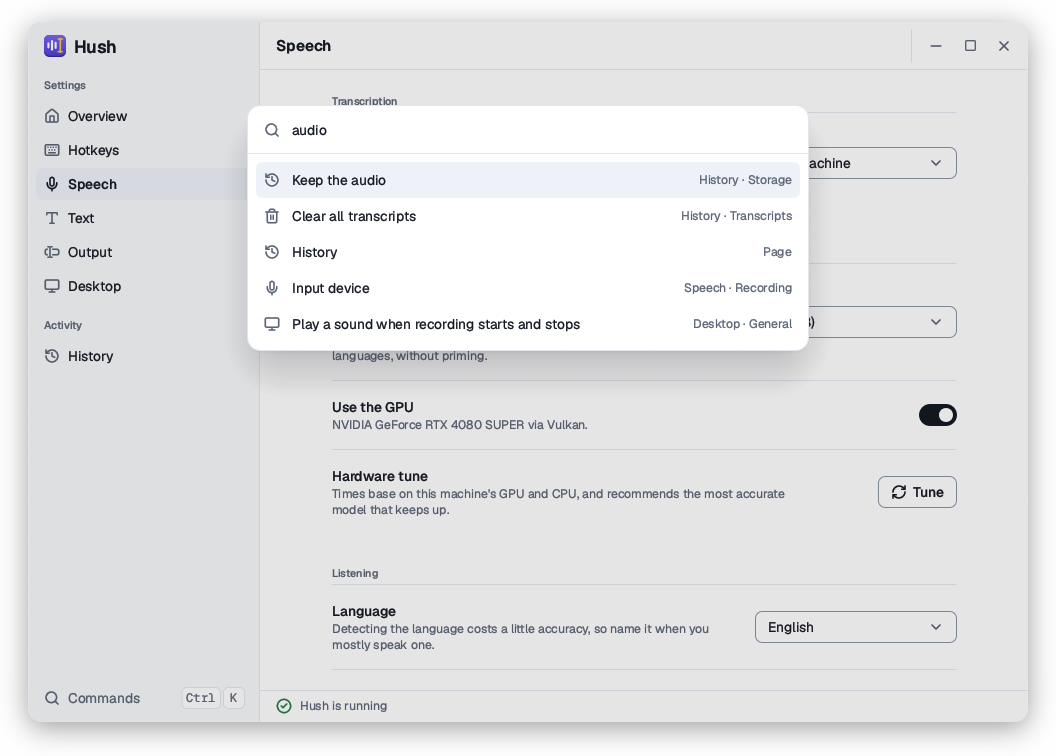 Hush
Speech
Settings
Overview
Hotkeys
Speech
Text
Output
Desktop
Activity
History
Commands
Ctrl K
Transcription
audio
Keep the audio
History · Storage
Clear all transcripts
History · Transcripts
History
Page
Input device
Speech · Recording
Play a sound when recording starts and stops
Desktop · General
languages, without priming.
Use the GPU
NVIDIA GeForce RTX 4080 SUPER via Vulkan.
Hardware tune
Times base on this machine's GPU and CPU, and recommends the most accurate
model that keeps up.
Tune
Listening
Language
Detecting the language costs a little accuracy, so name it when you
mostly speak one.
English
Hush is running